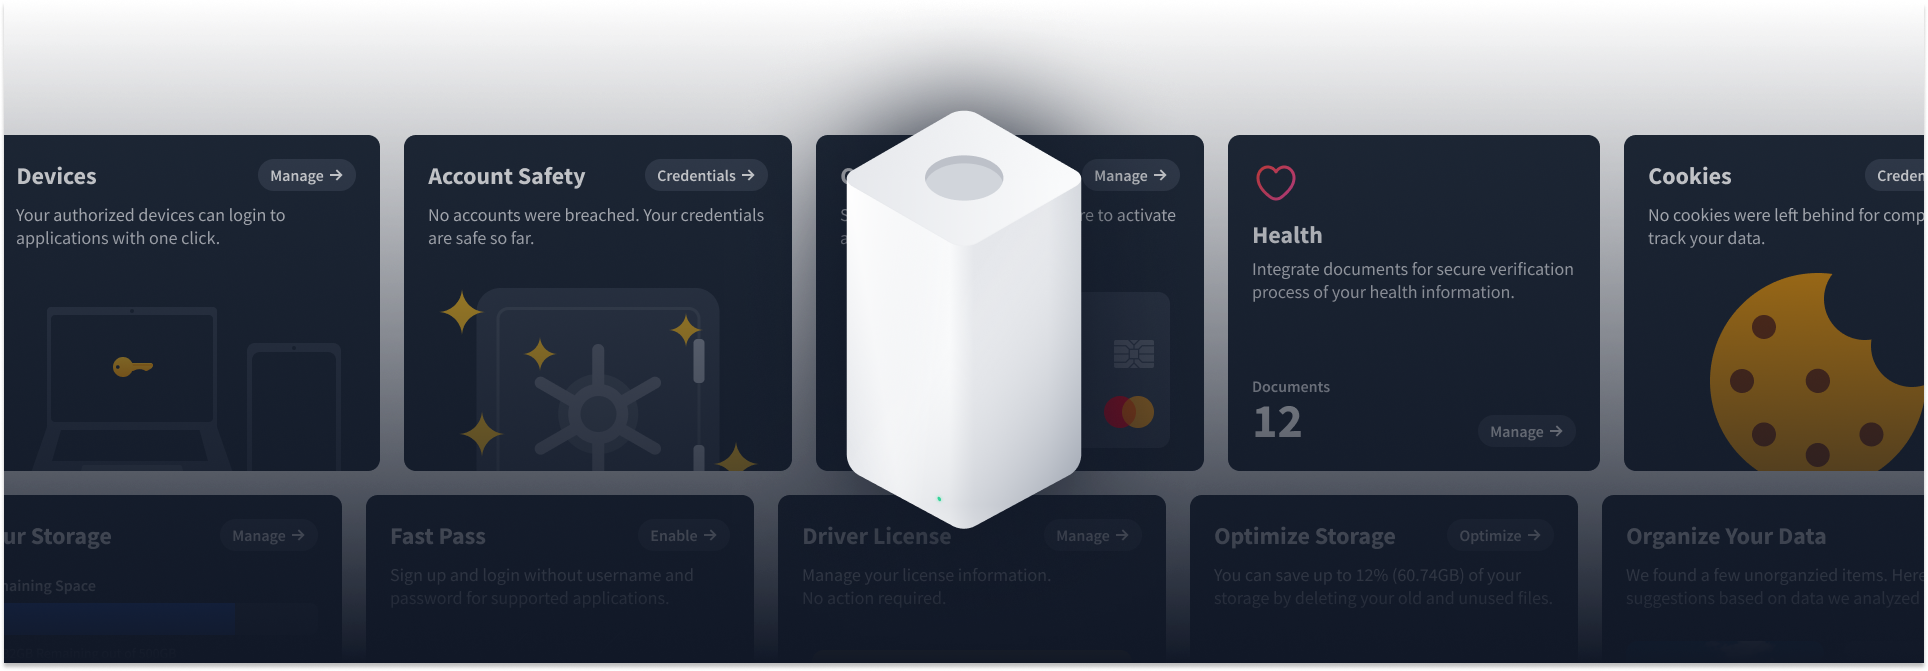 Devices
Manage →
Your authorized devices can login to
applications with one click.
Account Safety
Credentials →
No accounts were breached. Your credentials
are safe so far.
Manage →
to activate
Health
Integrate documents for secure verification
process of your health information.
Documents
12
Manage →
Cookies
Creden
No cookies were left behind for comp
track your data.
ur Storage
Manage →
aining Space
Fast Pass
Enable →
Sign up and login without username and
password for supported applications.
Driver License
Manage →
Manage your license information.
No action required.
Optimize Storage
Optimize →
You can save up to 12% (60.74GB) of your
storage by deleting your old and unused files.
Organize Your Data
We found a few unorganzied items. Here
suggestions based on data we analyzed